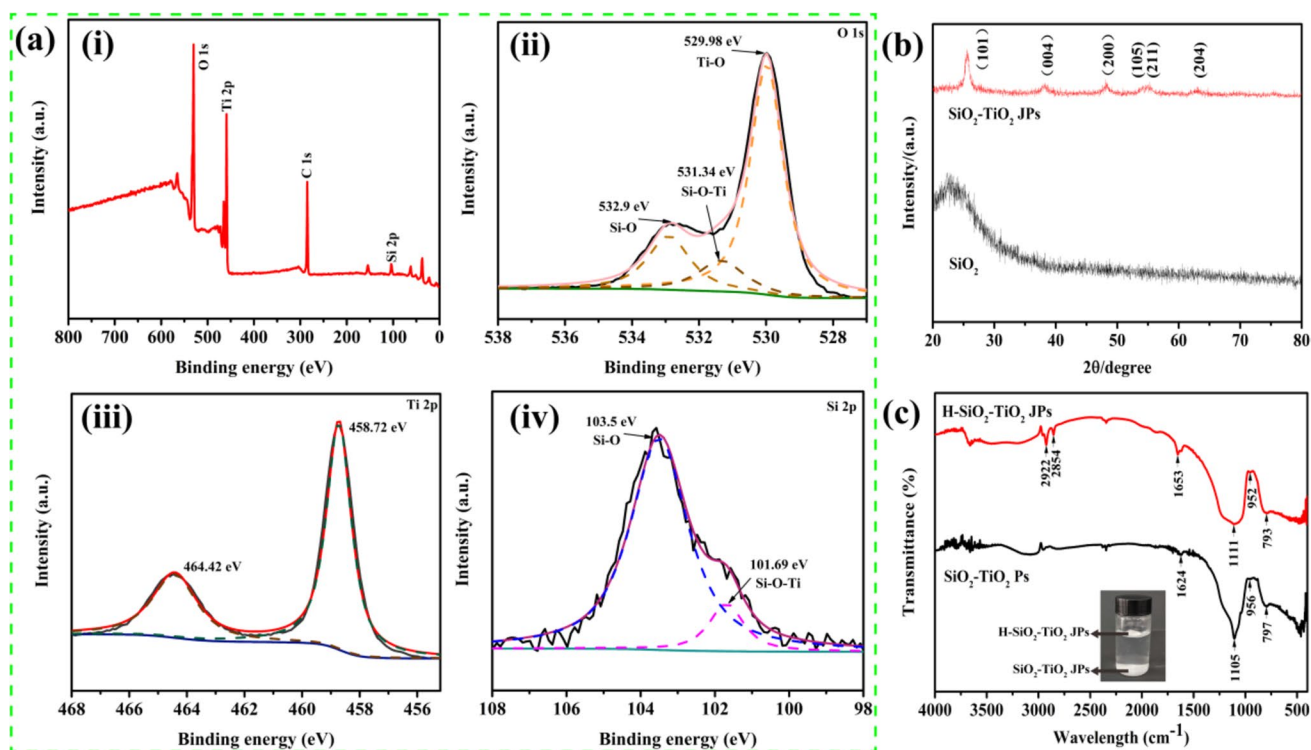 (a)
(i)
O 1s
Ti 2p
C 1s
Si 2p
Intensity (a.u.)
800 700 600 500 400 300 200 100 0
Binding energy (eV)
(ii)
O 1s
529.98 eV
Ti-O
531.34 eV
Si-O-Ti
532.9 eV
Si-O
Intensity (a.u.)
538 536 534 532 530 528
Binding energy (eV)
(iii)
Ti 2p
458.72 eV
464.42 eV
Intensity (a.u.)
468 466 464 462 460 458 456
Binding energy (eV)
(iv)
Si 2p
103.5 eV
Si-O
101.69 eV
Si-O-Ti
Intensity (a.u.)
108 106 104 102 100 98
Binding energy (eV)
(b)
(101)
(004)
(200)
(105)
(211)
(204)
SiO₂-TiO₂ JPs
SiO₂
Intensity/(a.u.)
20 30 40 50 60 70 80
2θ/degree
(c)
H-SiO₂-TiO₂ JPs
2922
2854
1653
1111
952
793
SiO₂-TiO₂ Ps
1624
1105
956
797
H-SiO₂-TiO₂ JPs
SiO₂-TiO₂ JPs
Transmittance (%)
4000 3500 3000 2500 2000 1500 1000 500
Wavelength (cm⁻¹)